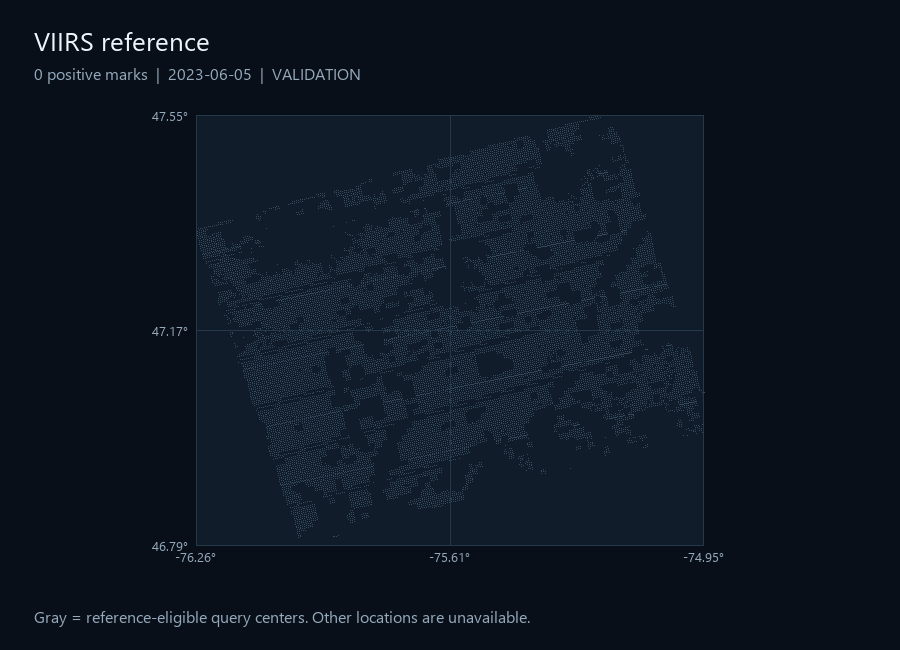 VIIRS reference
0 positive marks | 2023-06-05 | VALIDATION
47.55°
47.17°
46.79°
-76.26°
-75.61°
-74.95°
Gray = reference-eligible query centers. Other locations are unavailable.